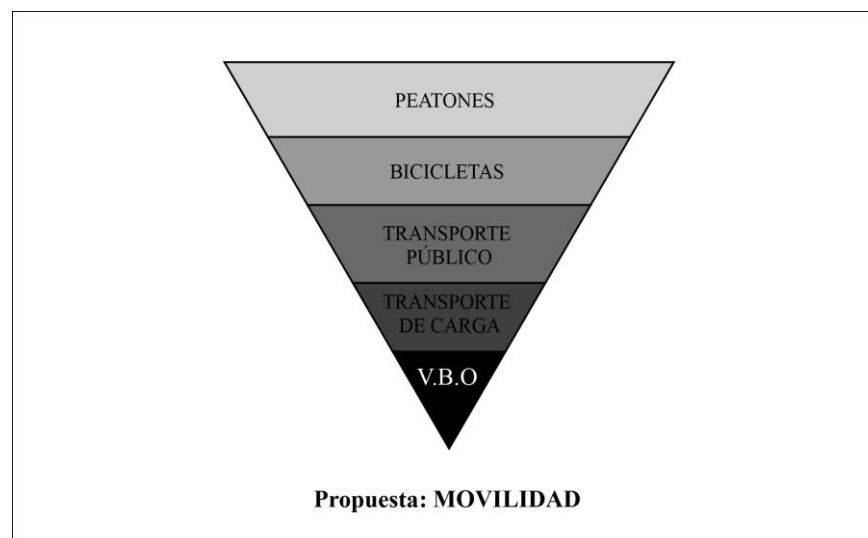 PEATONES
BICICLETAS
TRANSPORTE
PÚBLICO
TRANSPORTE
DE CARGA
V.B.O
Propuesta: MOVILIDAD